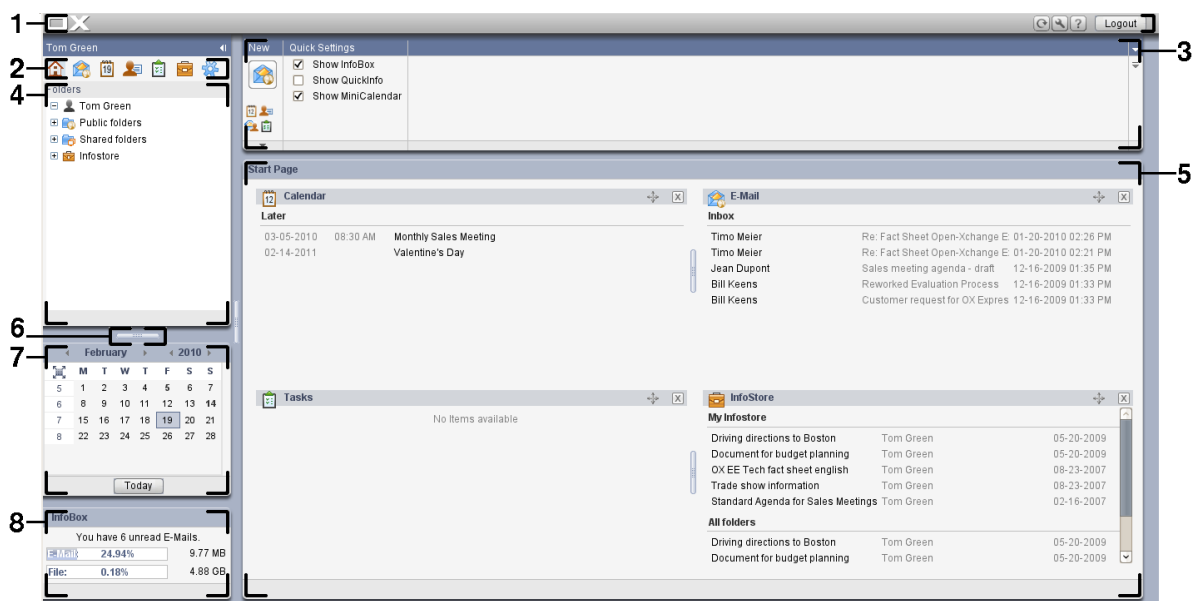 1
OX
Logout
Tom Green
New
Quick Settings
3
2
19
Show InfoBox
Show QuickInfo
Show MiniCalendar
12
4
Folders
Tom Green
Public folders
Shared folders
Infostore
Start Page
5
12
Calendar
X
Later
03-05-2010 08:30 AM Monthly Sales Meeting
02-14-2011 Valentine's Day
E-Mail
X
Inbox
Timo Meier Re: Fact Sheet Open-Xchange E: 01-20-2010 02:26 PM
Timo Meier Re: Fact Sheet Open-Xchange E: 01-20-2010 02:21 PM
Jean Dupont Sales meeting agenda - draft 12-16-2009 01:35 PM
Bill Keens Reworked Evaluation Process 12-16-2009 01:33 PM
Bill Keens Customer request for OX Expres 12-16-2009 01:33 PM
6
7
February 2010
M T W T F S S
5 1 2 3 4 5 6 7
6 8 9 10 11 12 13 14
7 15 16 17 18 19 20 21
8 22 23 24 25 26 27 28
Today
Tasks
X
No Items available
InfoStore
X
My Infostore
Driving directions to Boston Tom Green 05-20-2009
Document for budget planning Tom Green 05-20-2009
OX EE Tech fact sheet english Tom Green 08-23-2007
Trade show information Tom Green 08-23-2007
Standard Agenda for Sales Meetings Tom Green 02-16-2007
All folders
Driving directions to Boston Tom Green 05-20-2009
Document for budget planning Tom Green 05-20-2009
8
InfoBox
You have 6 unread E-Mails.
E-Mail: 24.94% 9.77 MB
File: 0.18% 4.88 GB